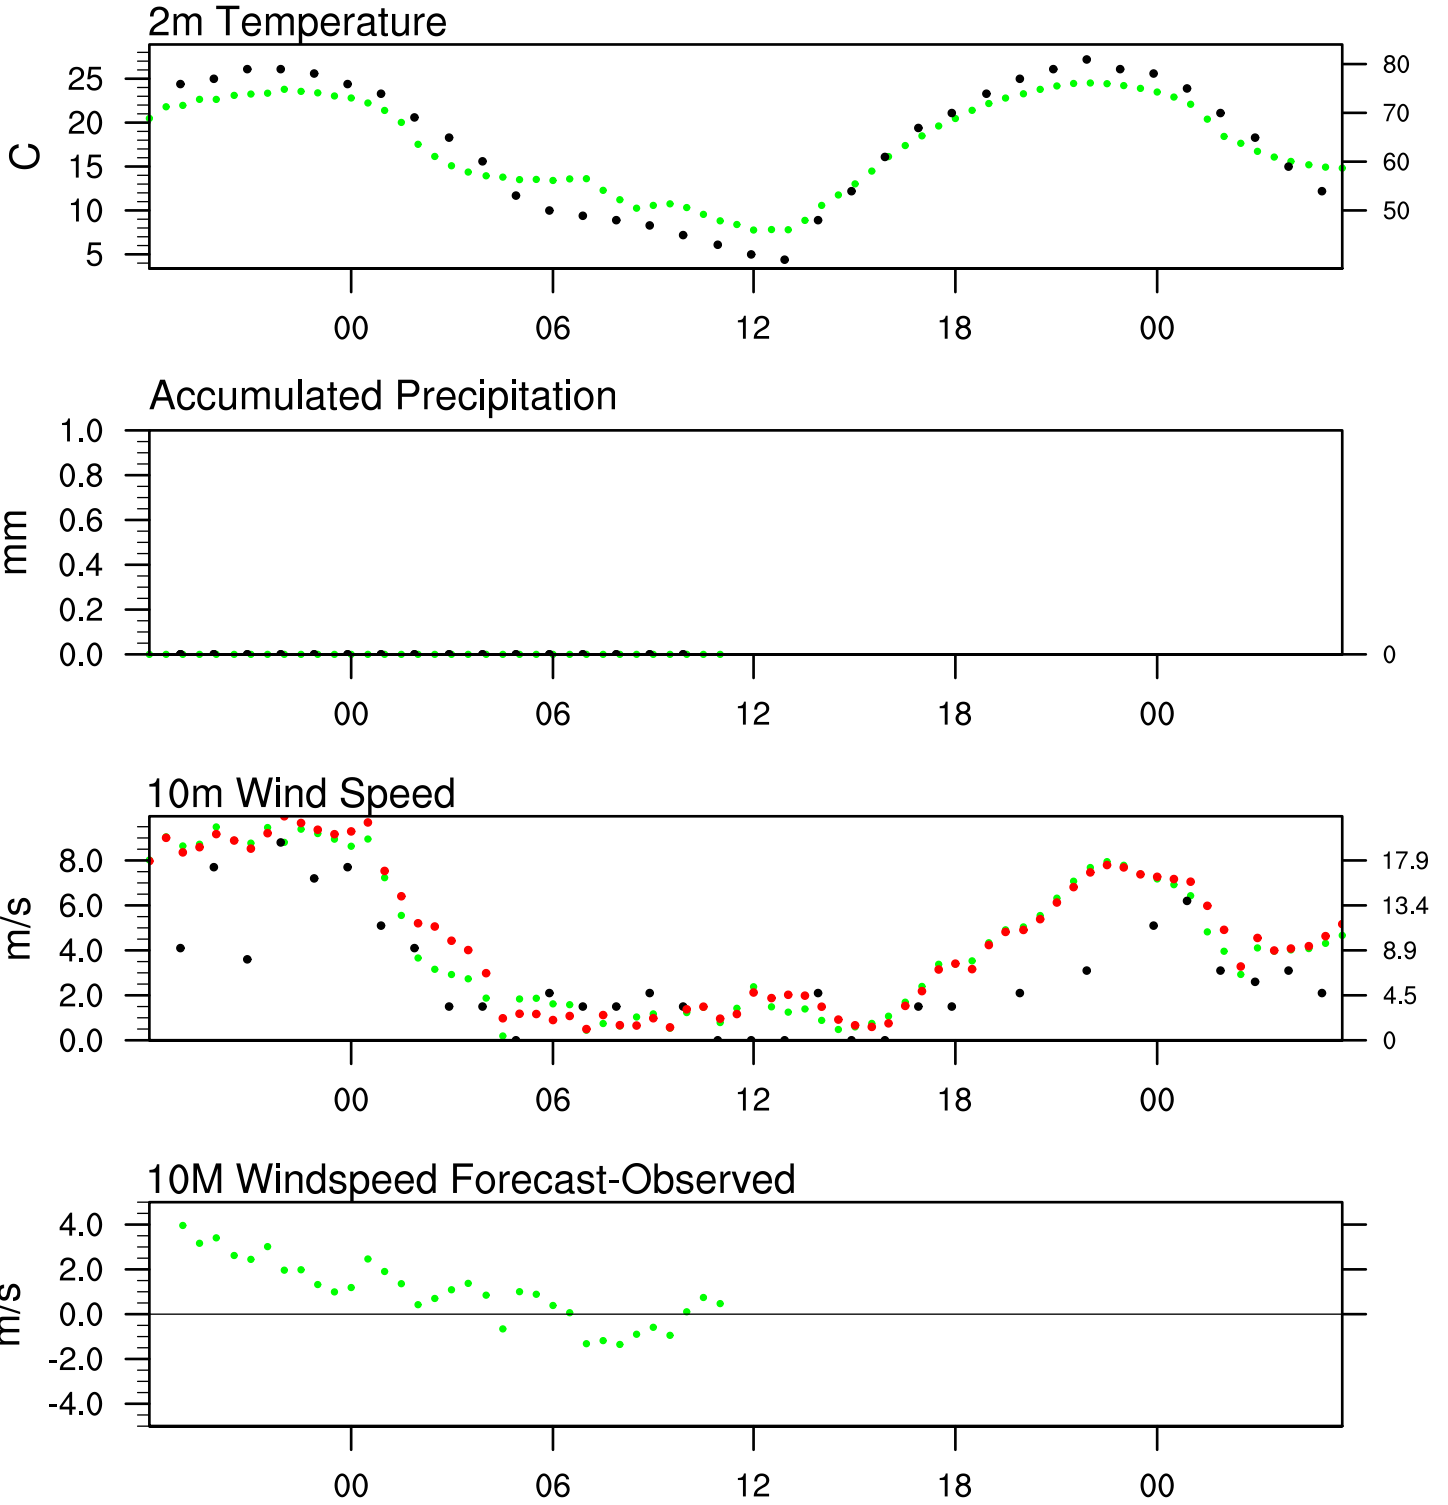 2m Temperature
25
20
15
10
5
C
80
70
60
50
00 06 12 18 00
Accumulated Precipitation
1.0
0.8
0.6
0.4
0.2
0.0
mm
0
00 06 12 18 00
10m Wind Speed
8.0
6.0
4.0
2.0
0.0
m/s
17.9
13.4
8.9
4.5
0
00 06 12 18 00
10M Windspeed Forecast-Observed
4.0
2.0
0.0
-2.0
-4.0
m/s
00 06 12 18 00